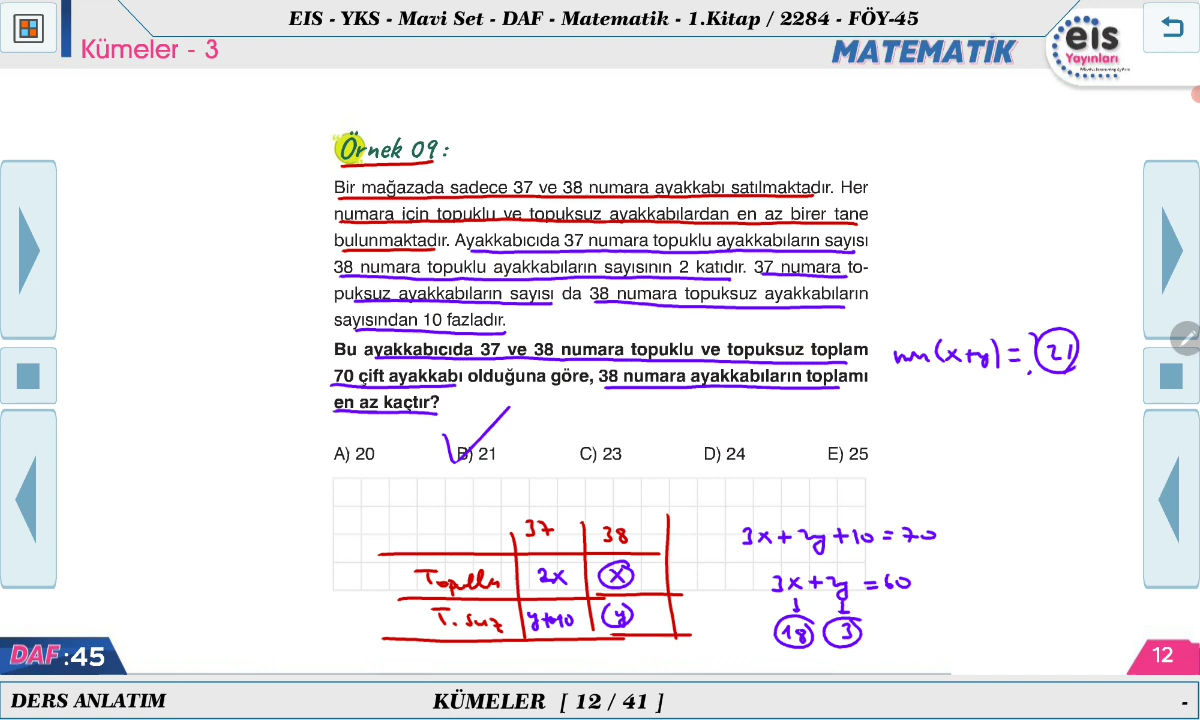 EIS - YKS - Mavi Set - DAF - Matematik - 1.Kitap / 2284 - FÖY-45
Kümeler - 3
MATEMATİK
eis
Yayınları
Örnek 09 :
Bir mağazada sadece 37 ve 38 numara ayakkabı satılmaktadır. Her
numara için topuklu ve topuksuz ayakkabılardan en az birer tane
bulunmaktadır. Ayakkabıcıda 37 numara topuklu ayakkabıların sayısı
38 numara topuklu ayakkabıların sayısının 2 katıdır. 37 numara to-
puksuz ayakkabıların sayısı da 38 numara topuksuz ayakkabıların
sayısından 10 fazladır.
Bu ayakkabıcıda 37 ve 38 numara topuklu ve topuksuz toplam
70 çift ayakkabı olduğuna göre, 38 numara ayakkabıların toplamı
en az kaçtır?
min(x+y) = ? 21
A) 20 B) 21 C) 23 D) 24 E) 25
37 38
Topuklu 2x x
T. suz y+10 y
3x+2y+10=70
3x+2y=60
18 3
DAF:45
12
DERS ANLATIM
KÜMELER [ 12 / 41 ]
-